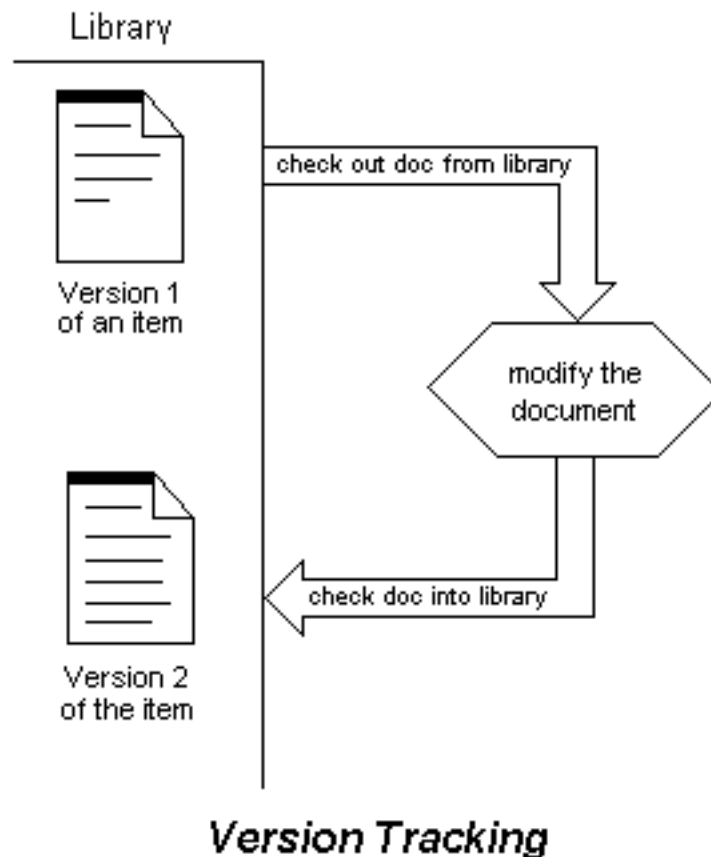 Library
check out doc from library
Version 1
of an item
modify the
document
check doc into library
Version 2
of the item
Version Tracking